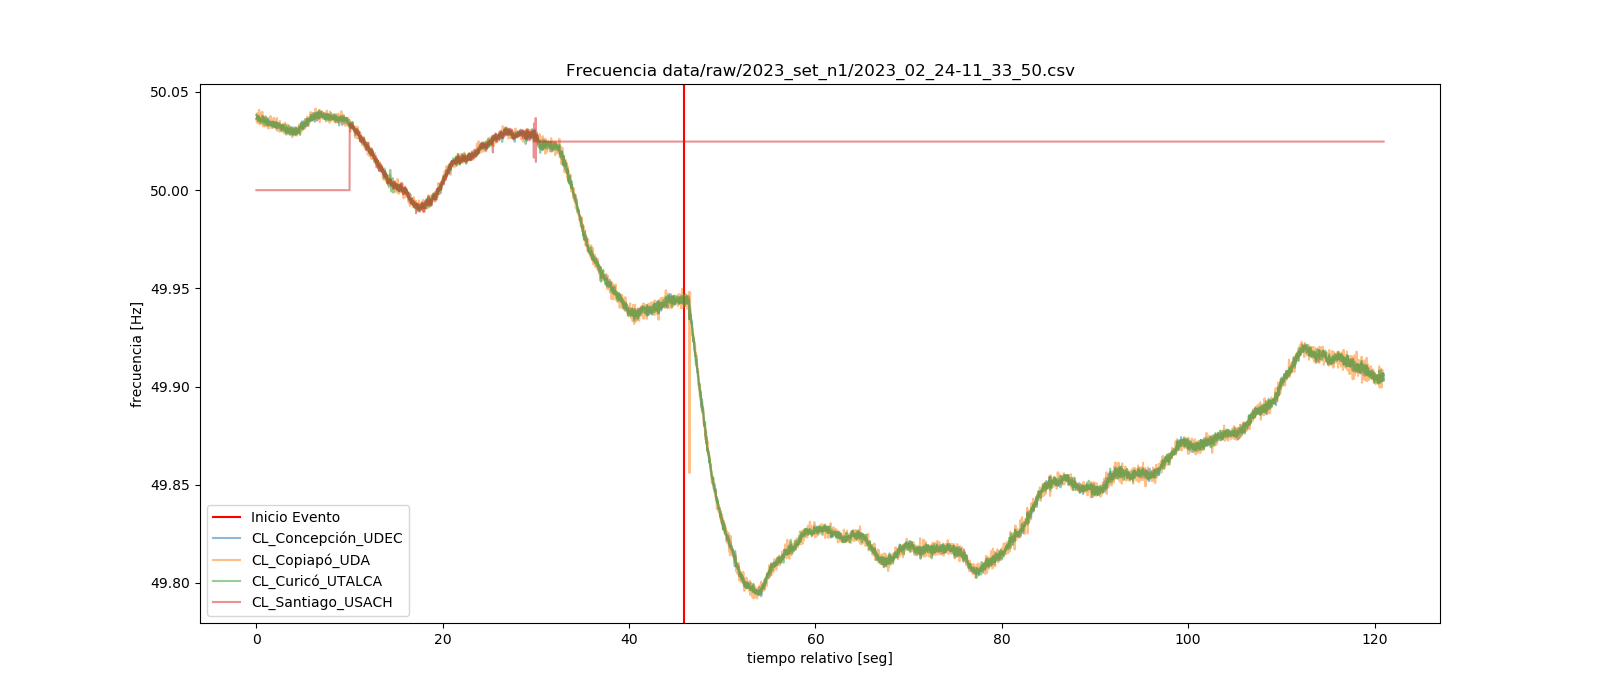 Frecuencia data/raw/2023_set_n1/2023_02_24-11_33_50.csv
50.05
50.00
49.95
49.90
49.85
49.80
frecuencia [Hz]
Inicio Evento
CL_Concepción_UDEC
CL_Copiapó_UDA
CL_Curicó_UTALCA
CL_Santiago_USACH
0 20 40 60 80 100 120
tiempo relativo [seg]